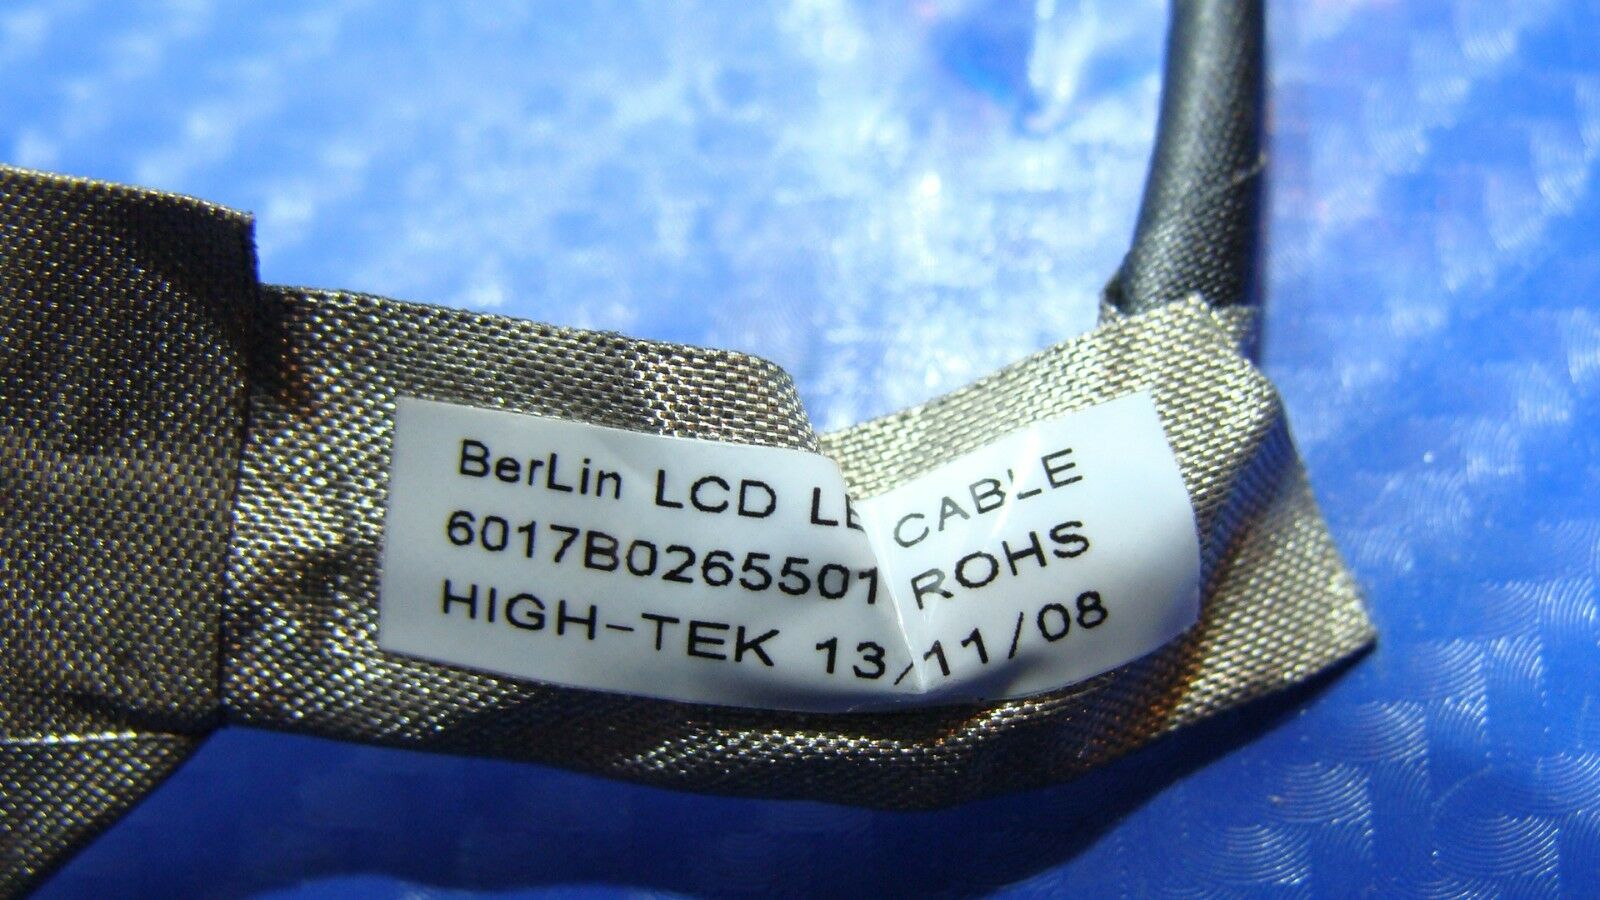 BerLin LCD LE CABLE
6017B0265501 ROHS
HIGH-TEK 13/11/08